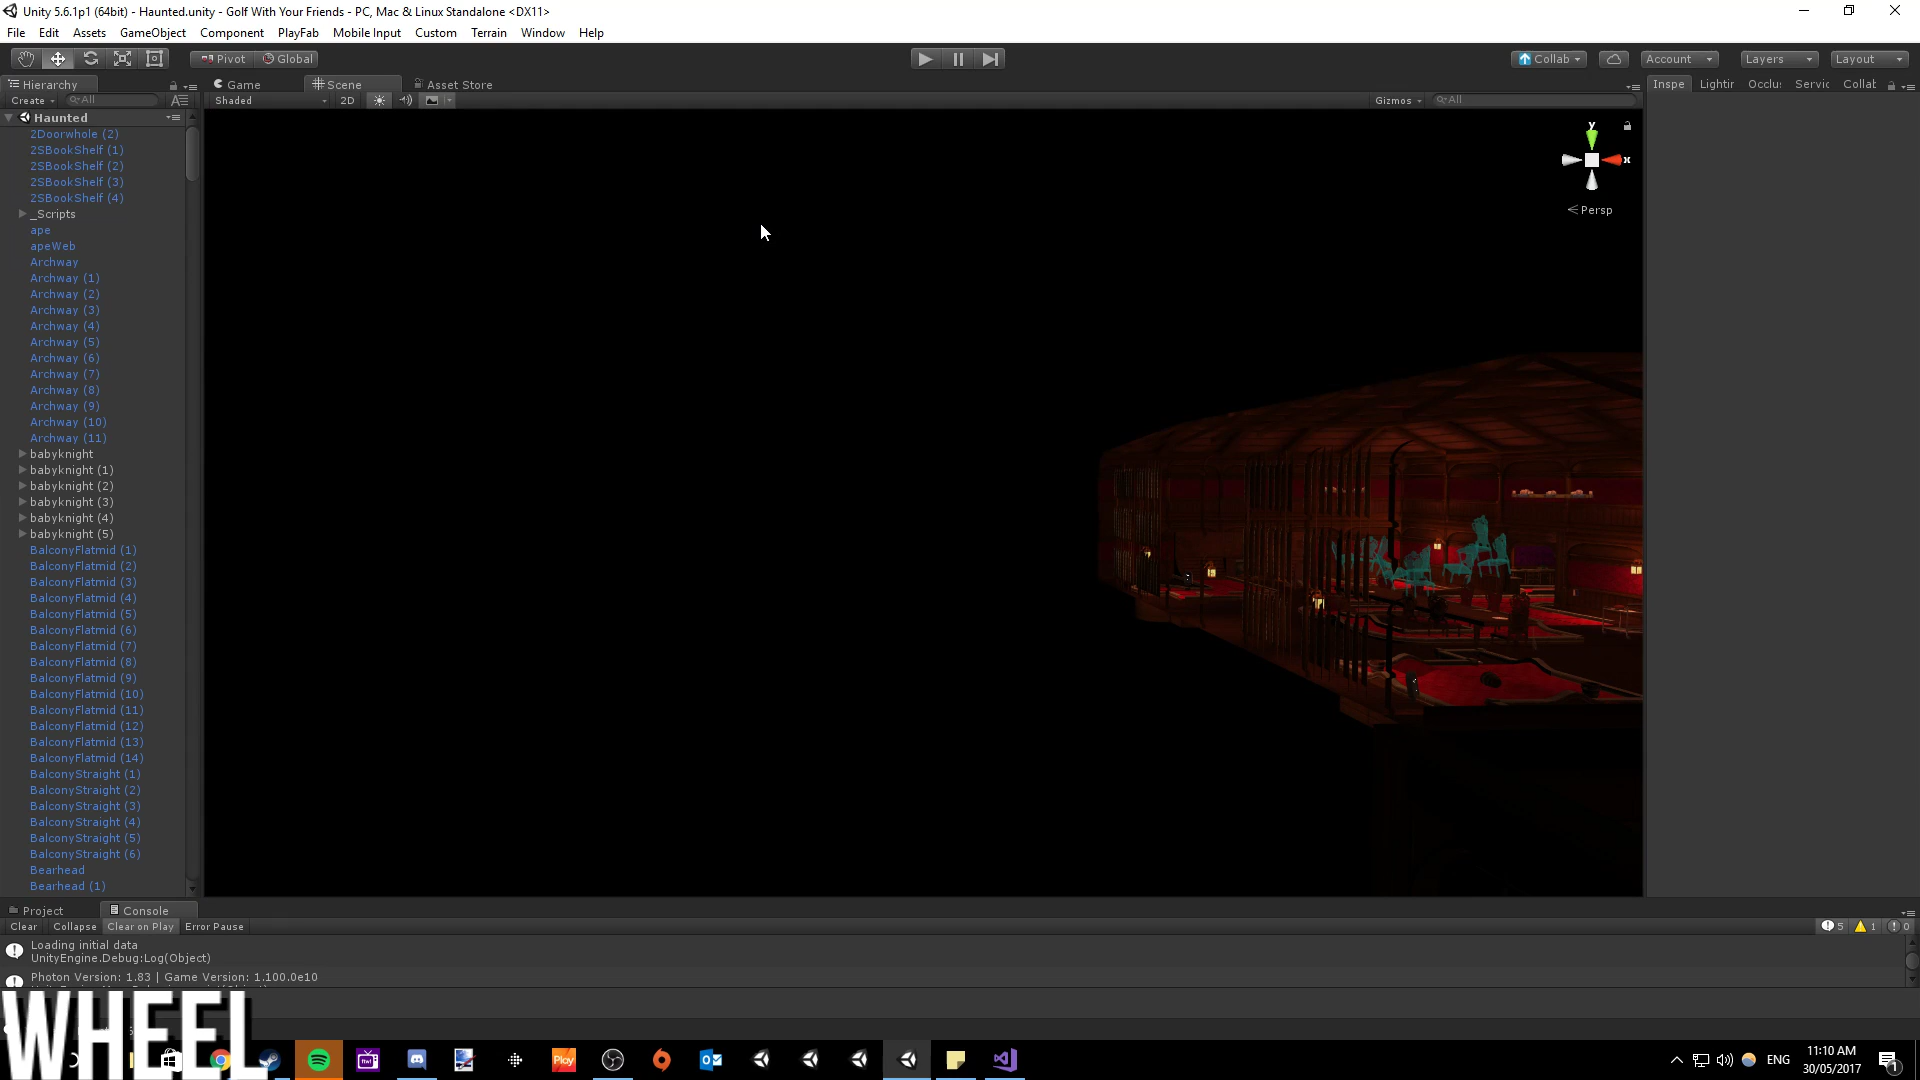 Unity 5.6.1p1 (64bit) - Haunted.unity - Golf With Your Friends - PC, Mac & Linux Standalone <DX11>
File Edit Assets GameObject Component PlayFab Mobile Input Custom Terrain Window Help
Pivot Global Collab Account Layers Layout
Hierarchy Game Scene Asset Store Inspe Lightin Occlu Servic Collab
Create All Shaded 2D Gizmos All
Haunted
2Doorwhole (2)
2SBookShelf (1)
2SBookShelf (2)
2SBookShelf (3)
2SBookShelf (4)
_Scripts
ape
apeWeb
Archway
Archway (1)
Archway (2)
Archway (3)
Archway (4)
Archway (5)
Archway (6)
Archway (7)
Archway (8)
Archway (9)
Archway (10)
Archway (11)
babyknight
babyknight (1)
babyknight (2)
babyknight (3)
babyknight (4)
babyknight (5)
BalconyFlatmid (1)
BalconyFlatmid (2)
BalconyFlatmid (3)
BalconyFlatmid (4)
BalconyFlatmid (5)
BalconyFlatmid (6)
BalconyFlatmid (7)
BalconyFlatmid (8)
BalconyFlatmid (9)
BalconyFlatmid (10)
BalconyFlatmid (11)
BalconyFlatmid (12)
BalconyFlatmid (13)
BalconyFlatmid (14)
BalconyStraight (1)
BalconyStraight (2)
BalconyStraight (3)
BalconyStraight (4)
BalconyStraight (5)
BalconyStraight (6)
Bearhead
Bearhead (1)
y
x
Persp
Project Console
Clear Collapse Clear on Play Error Pause 5 1 0
Loading initial data
UnityEngine.Debug:Log(Object)
Photon Version: 1.83 | Game Version: 1.100.0e10
WHEEL
Play
ENG
11:10 AM
30/05/2017
1